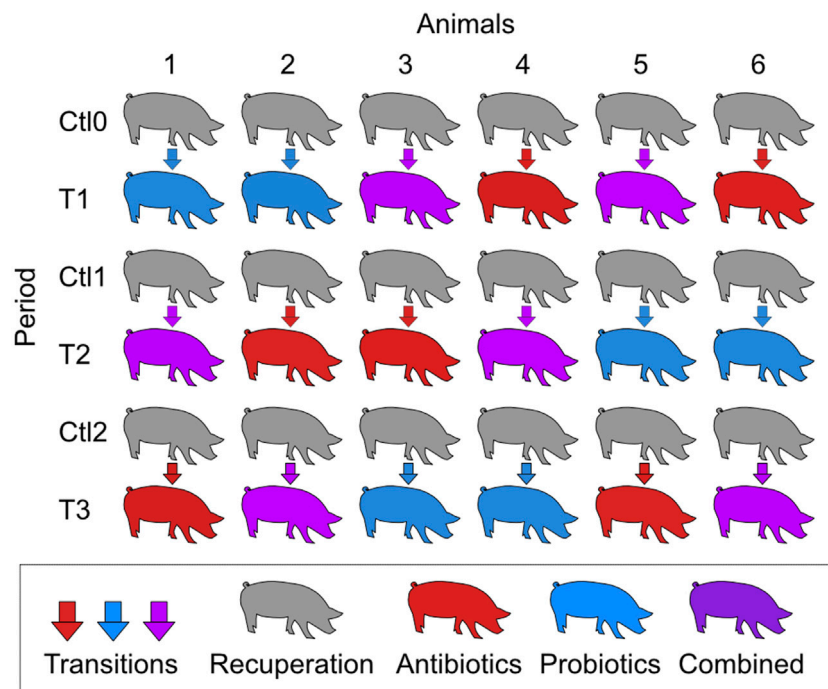 Animals
1 2 3 4 5 6
Ctl0
T1
Ctl1
Period
T2
Ctl2
T3
Transitions Recuperation Antibiotics Probiotics Combined